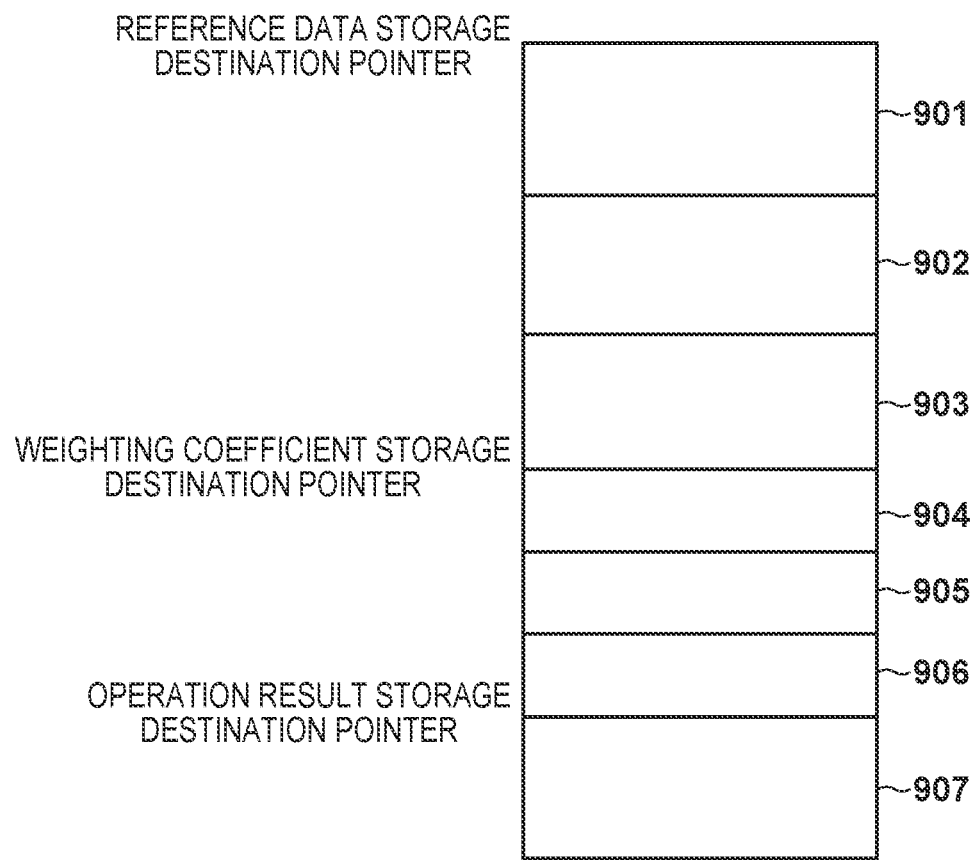 REFERENCE DATA STORAGE
DESTINATION POINTER
901
902
903
WEIGHTING COEFFICIENT STORAGE
DESTINATION POINTER
904
905
906
OPERATION RESULT STORAGE
DESTINATION POINTER
907